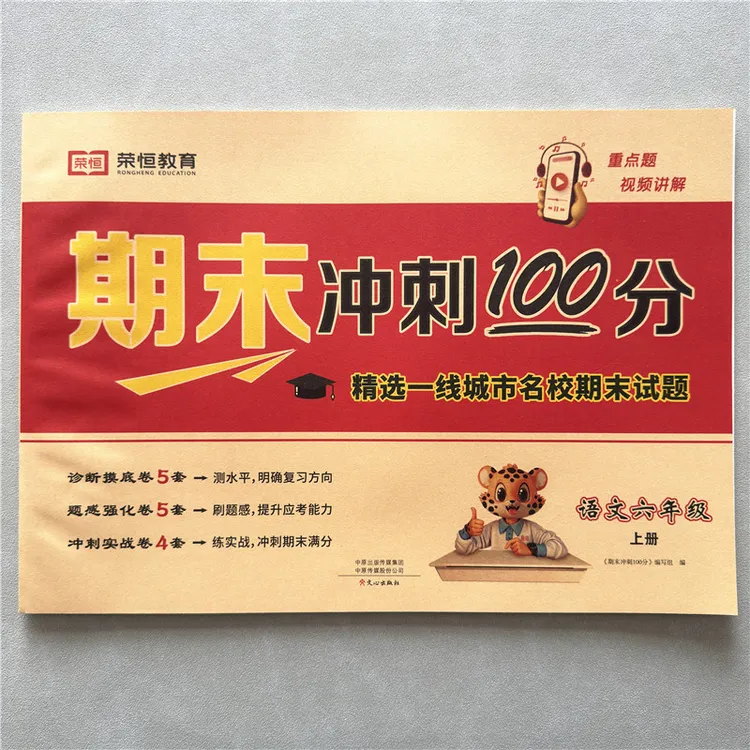 荣恒
荣恒教育
RONGHENG EDUCATION
重点题
视频讲解
期末冲刺100分
精选一线城市名校期末试题
诊断摸底卷5套→测水平,明确复习方向
题感强化卷5套→刷题感,提升应考能力
冲刺实战卷4套→练实战,冲刺期末满分
中原出版传媒集团
中原传媒股份公司
文心出版社
语文六年级
上册
《期末冲刺100分》编写组 编